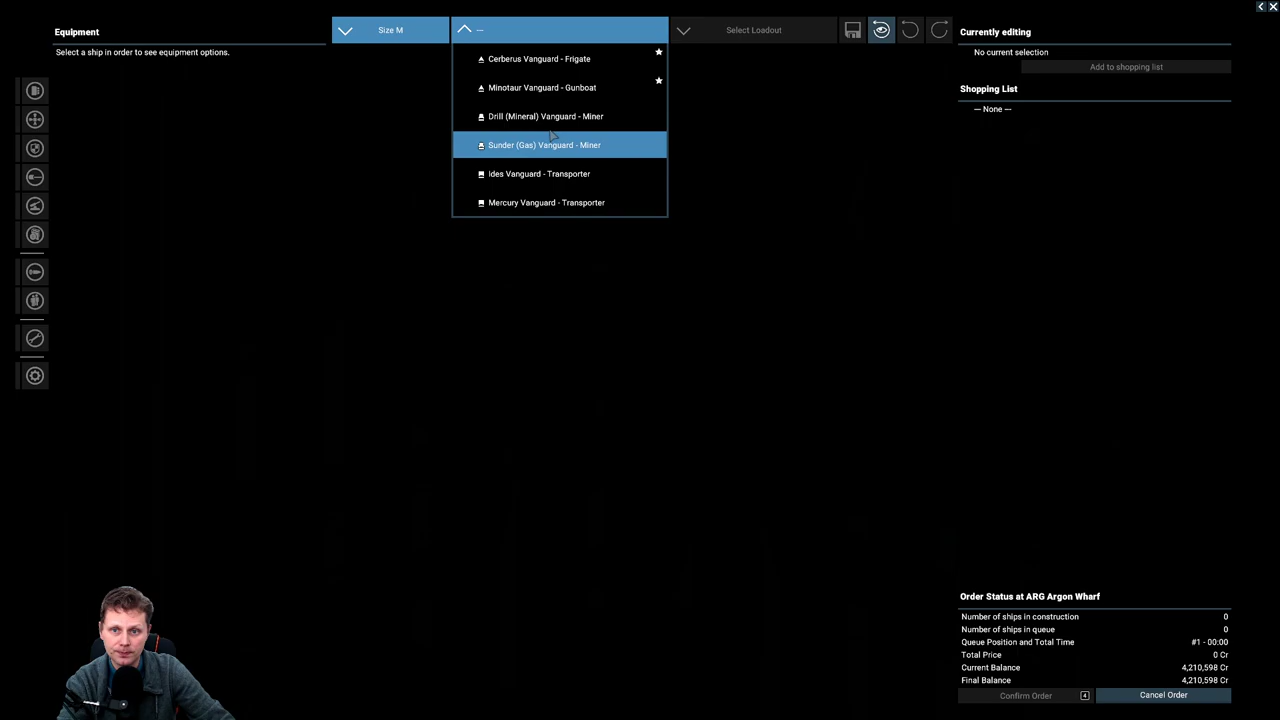 Equipment
Select a ship in order to see equipment options.
Size M
—
Select Loadout
Cerberus Vanguard - Frigate
Minotaur Vanguard - Gunboat
Drill (Mineral) Vanguard - Miner
Sunder (Gas) Vanguard - Miner
Ides Vanguard - Transporter
Mercury Vanguard - Transporter
Currently editing
No current selection
Add to shopping list
Shopping List
— None —
Order Status at ARG Argon Wharf
Number of ships in construction 0
Number of ships in queue 0
Queue Position and Total Time #1 - 00:00
Total Price 0 Cr
Current Balance 4,210,598 Cr
Final Balance 4,210,598 Cr
Confirm Order 4 Cancel Order